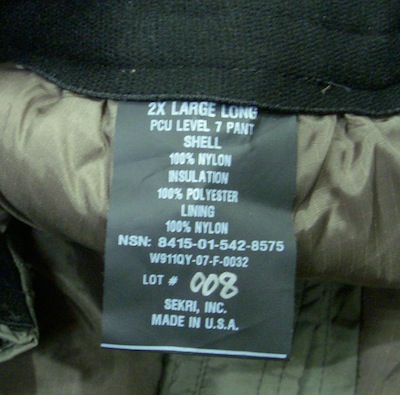 2X LARGE LONG
PCU LEVEL 7 PANT
SHELL
100% NYLON
INSULATION
100% POLYESTER
LINING
100% NYLON
NSN: 8415-01-542-8575
W911QY-07-F-0032
LOT # 008
SEKRI, INC.
MADE IN U.S.A.